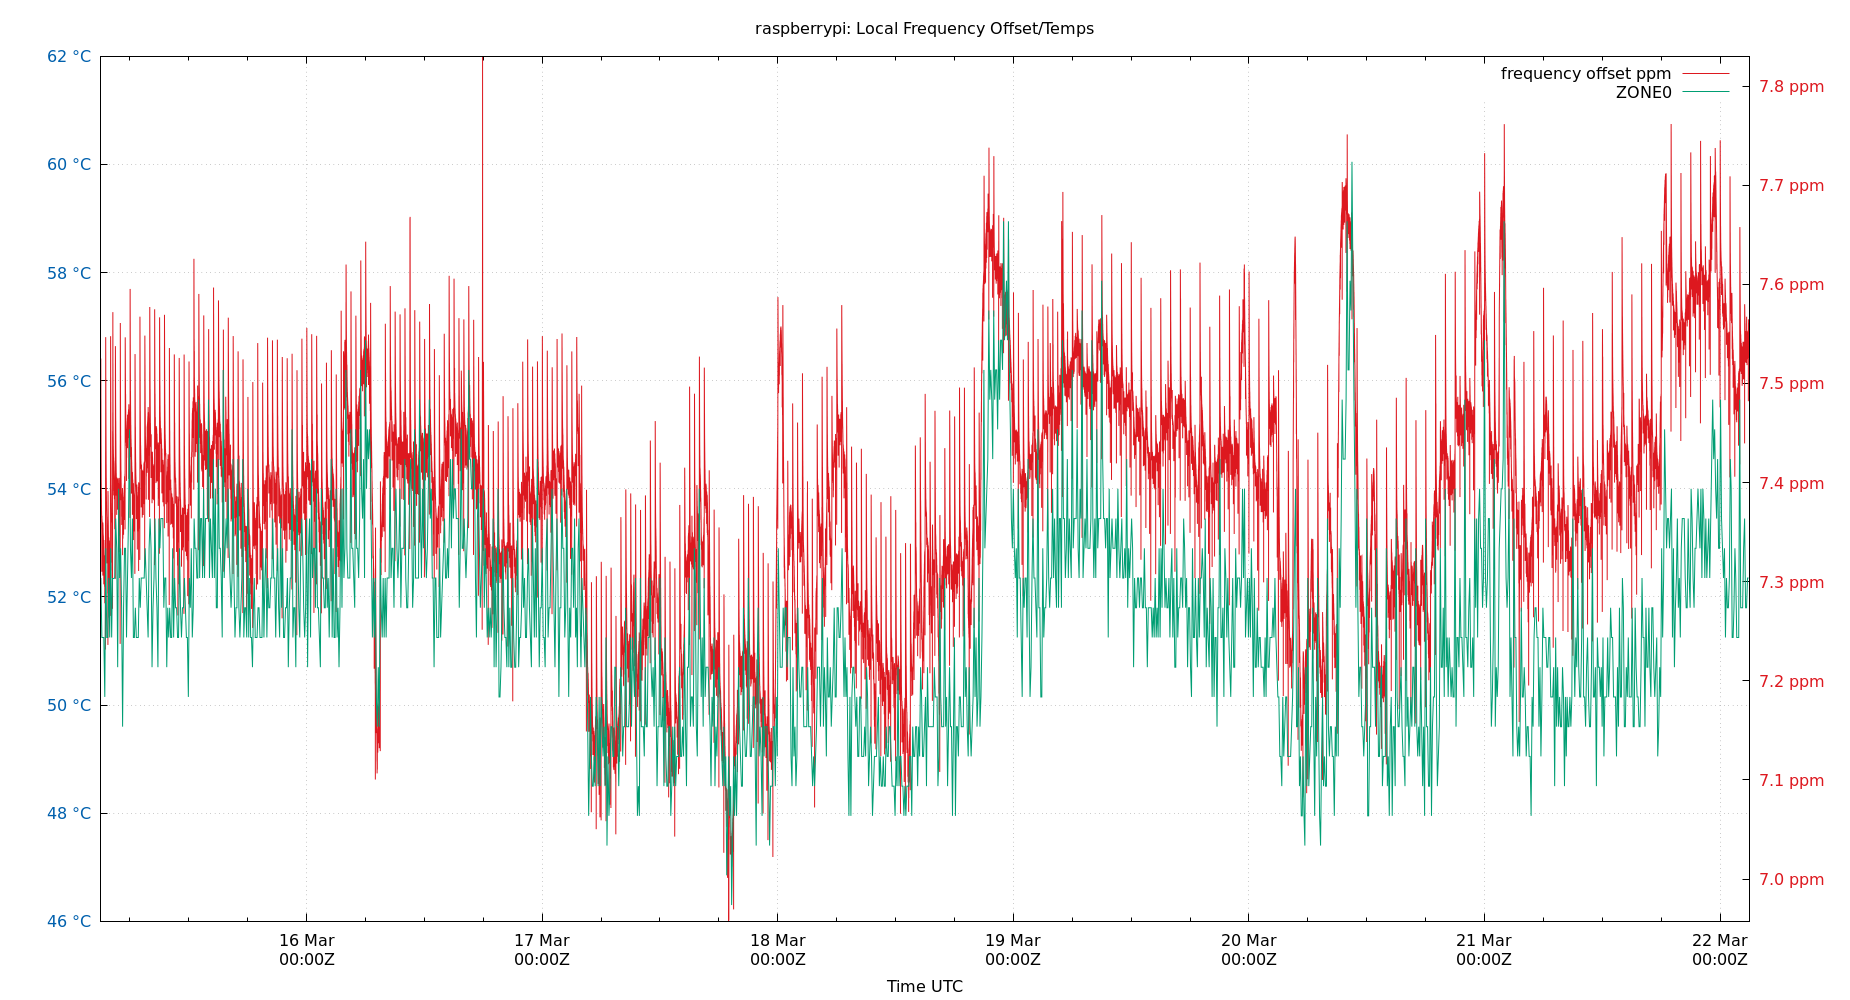 raspberrypi: Local Frequency Offset/Temps
62 °C
60 °C
58 °C
56 °C
54 °C
52 °C
50 °C
48 °C
46 °C
frequency offset ppm
ZONE0
7.8 ppm
7.7 ppm
7.6 ppm
7.5 ppm
7.4 ppm
7.3 ppm
7.2 ppm
7.1 ppm
7.0 ppm
16 Mar
00:00Z
17 Mar
00:00Z
18 Mar
00:00Z
19 Mar
00:00Z
20 Mar
00:00Z
21 Mar
00:00Z
22 Mar
00:00Z
Time UTC